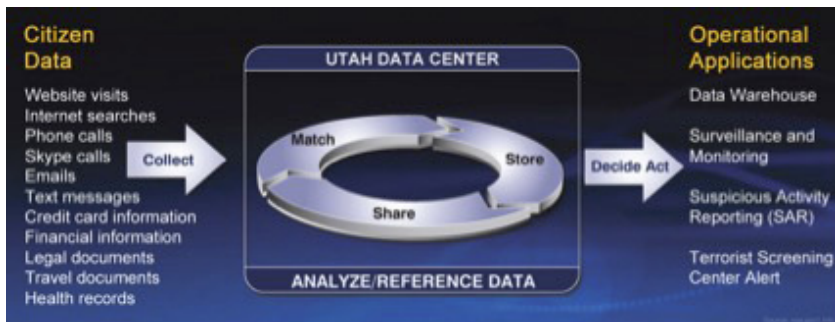 Citizen
Data
Website visits
Internet searches
Phone calls
Skype calls
Emails
Text messages
Credit card information
Financial information
Legal documents
Travel documents
Health records
Collect
UTAH DATA CENTER
Match
Store
Share
ANALYZE/REFERENCE DATA
Decide Act
Operational
Applications
Data Warehouse
Surveillance and
Monitoring
Suspicious Activity
Reporting (SAR)
Terrorist Screening
Center Alert